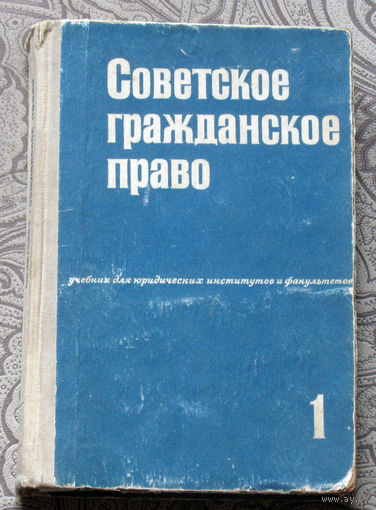 Советское
гражданское
право
учебник для юридических институтов и факультетов
1